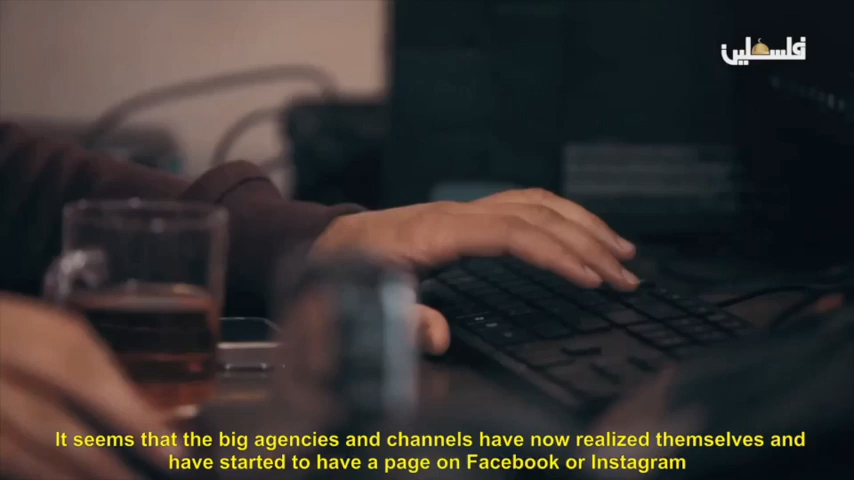 فلسطين
It seems that the big agencies and channels have now realized themselves and
have started to have a page on Facebook or Instagram